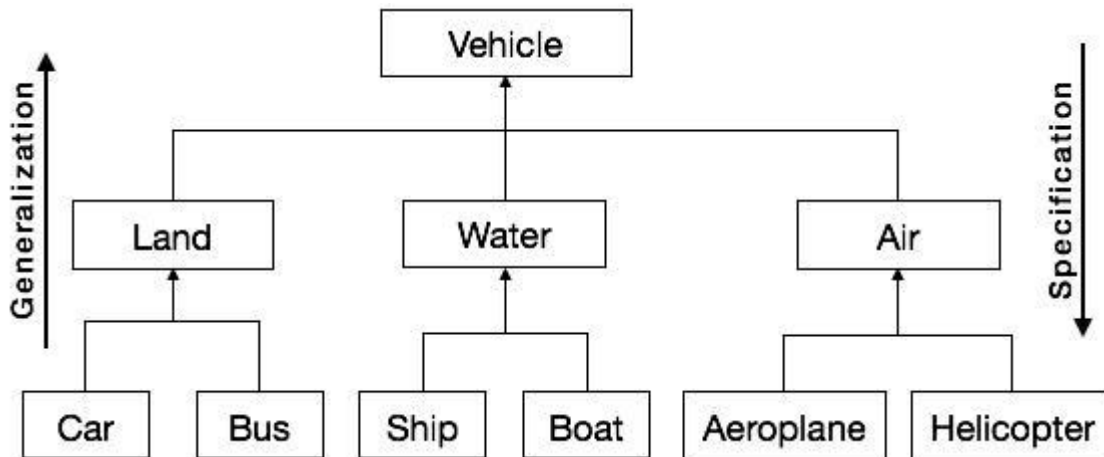 Vehicle
Generalization
Specification
Land
Water
Air
Car
Bus
Ship
Boat
Aeroplane
Helicopter